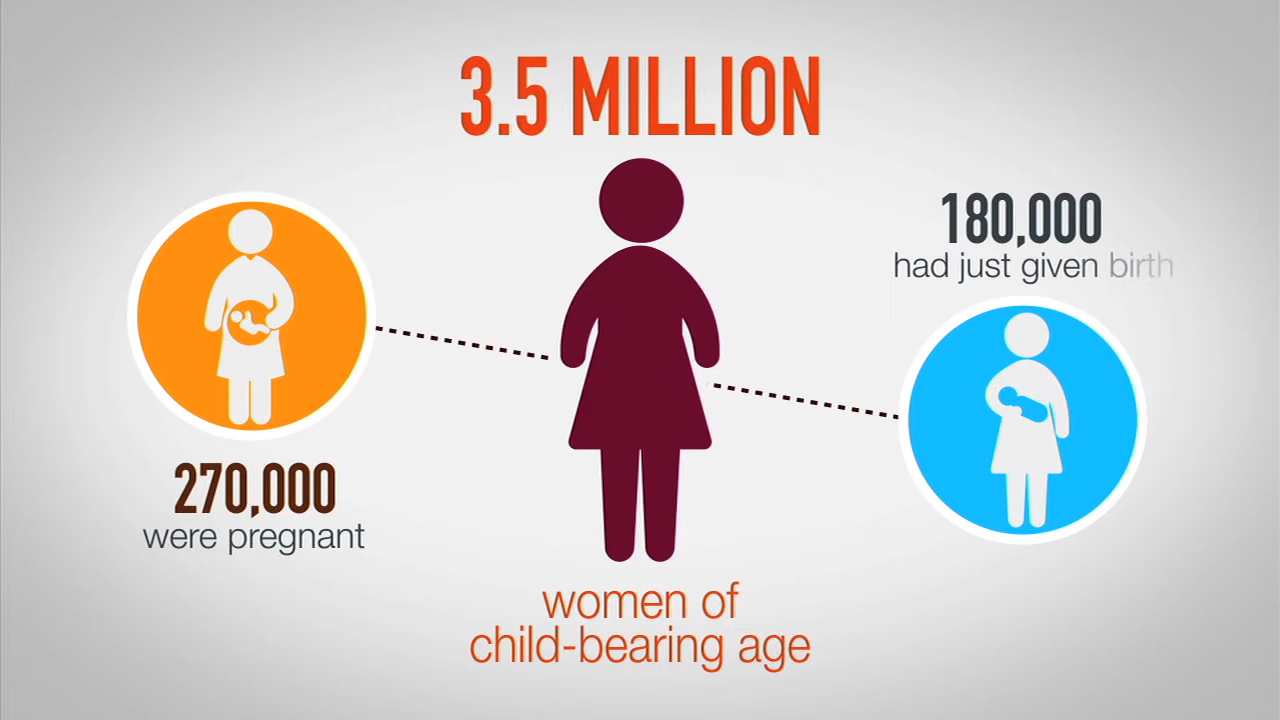 3.5 MILLION
270,000
were pregnant
women of
child-bearing age
180,000
had just given birth